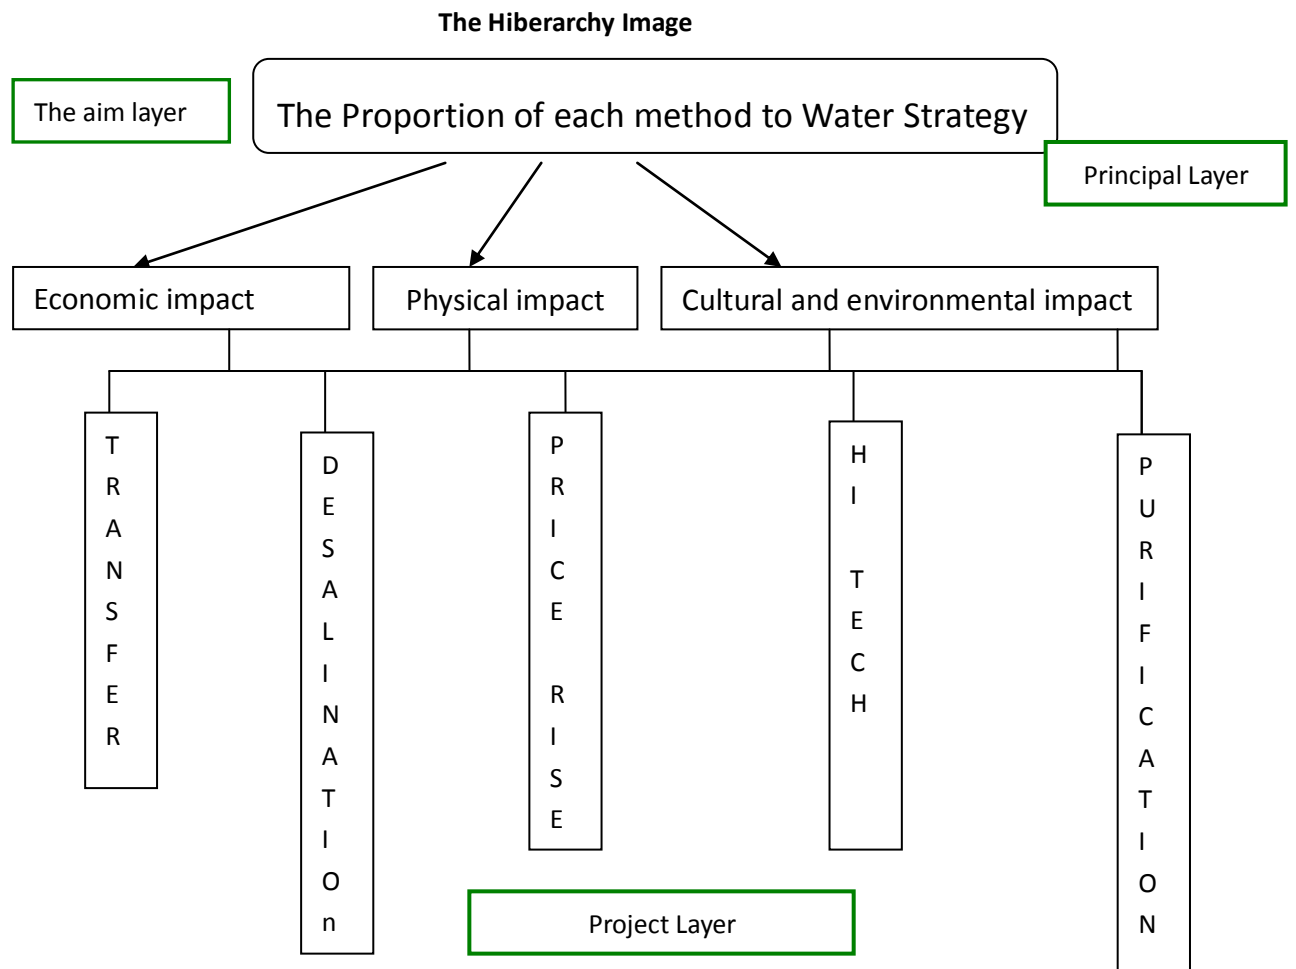 The Hiberarchy Image
The aim layer
The Proportion of each method to Water Strategy
Principal Layer
Economic impact
Physical impact
Cultural and environmental impact
TRANSFER
DESALINATIOn
PRICE RISE
HI TECH
PURIFICATION
Project Layer